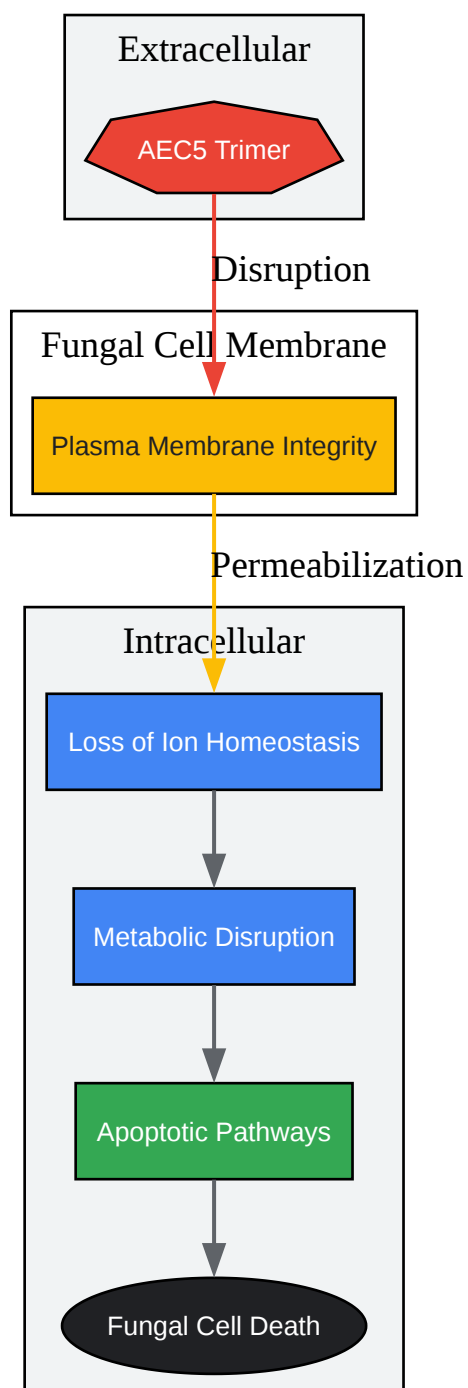 Extracellular
AEC5 Trimer
Disruption
Fungal Cell Membrane
Plasma Membrane Integrity
Permeabilization
Intracellular
Loss of Ion Homeostasis
Metabolic Disruption
Apoptotic Pathways
Fungal Cell Death